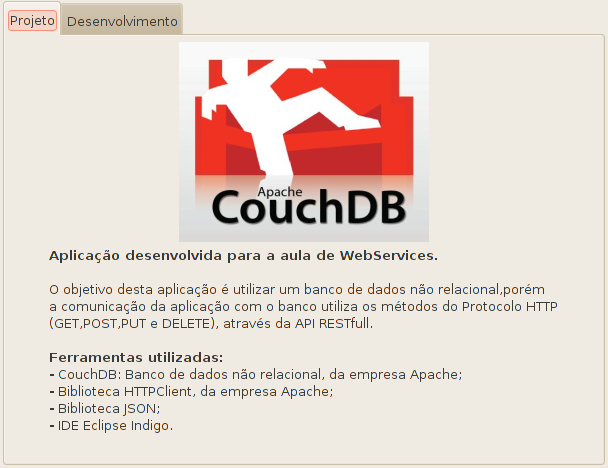 Projeto Desenvolvimento
Apache
CouchDB
Aplicação desenvolvida para a aula de WebServices.
O objetivo desta aplicação é utilizar um banco de dados não relacional,porém
a comunicação da aplicação com o banco utiliza os métodos do Protocolo HTTP
(GET,POST,PUT e DELETE), através da API RESTfull.
Ferramentas utilizadas:
- CouchDB: Banco de dados não relacional, da empresa Apache;
- Biblioteca HTTPClient, da empresa Apache;
- Biblioteca JSON;
- IDE Eclipse Indigo.